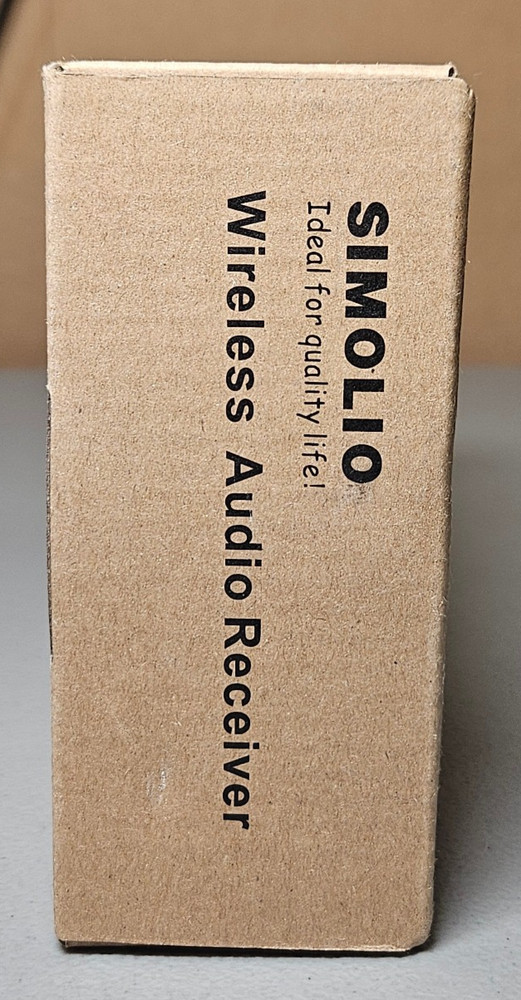 SIMOLIO
Ideal for quality life!
Wireless Audio Receiver